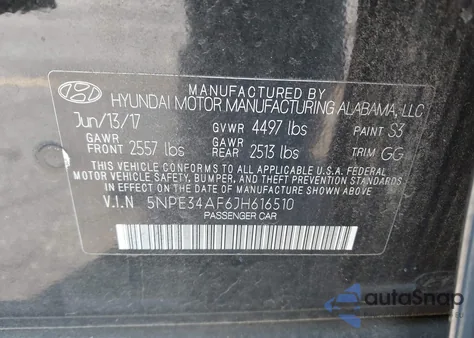 MANUFACTURED BY
HYUNDAI MOTOR MANUFACTURING ALABAMA, LLC
Jun/13/17 GVWR 4497 lbs PAINT S3
GAWR FRONT 2557 lbs GAWR REAR 2513 lbs TRIM GG
THIS VEHICLE CONFORMS TO ALL APPLICABLE U.S.A. FEDERAL
MOTOR VEHICLE SAFETY, BUMPER, AND THEFT PREVENTION STANDARDS
IN EFFECT ON THE DATE OF MANUFACTURE SHOWN ABOVE.
V.I.N 5NPE34AF6JH616510
PASSENGER CAR
autoSnap